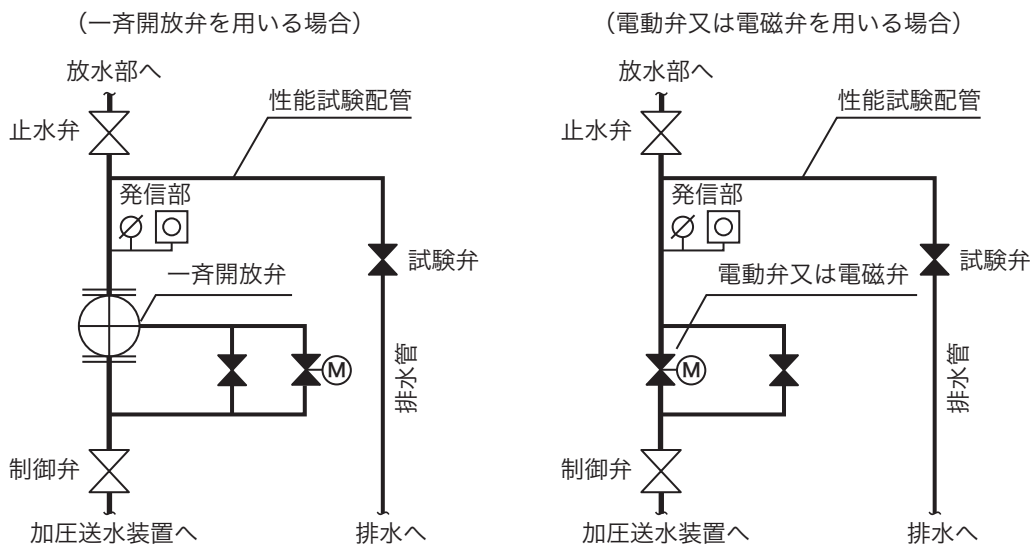 （一斉開放弁を用いる場合）
放水部へ
性能試験配管
止水弁
発信部
試験弁
一斉開放弁
M
排水管
制御弁
加圧送水装置へ
排水へ
（電動弁又は電磁弁を用いる場合）
放水部へ
性能試験配管
止水弁
発信部
試験弁
電動弁又は電磁弁
M
排水管
制御弁
加圧送水装置へ
排水へ